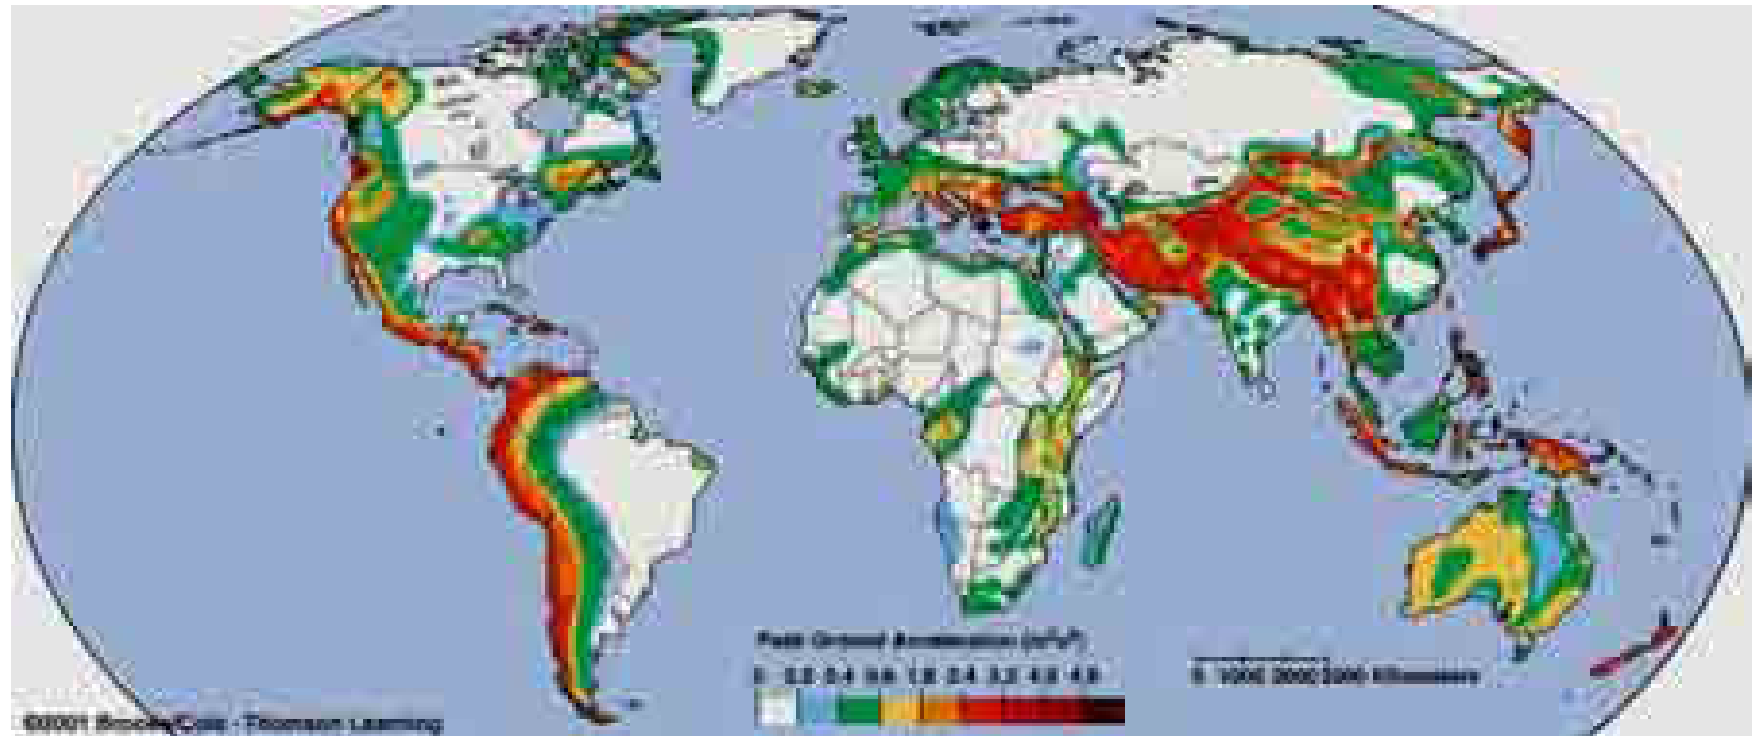 Peak Ground Acceleration (m/s²)
0 0.2 0.4 0.8 1.6 2.4 3.2 4.0 4.8
0 1000 2000 3000 Kilometers
©2001 Brooks/Cole - Thomson Learning